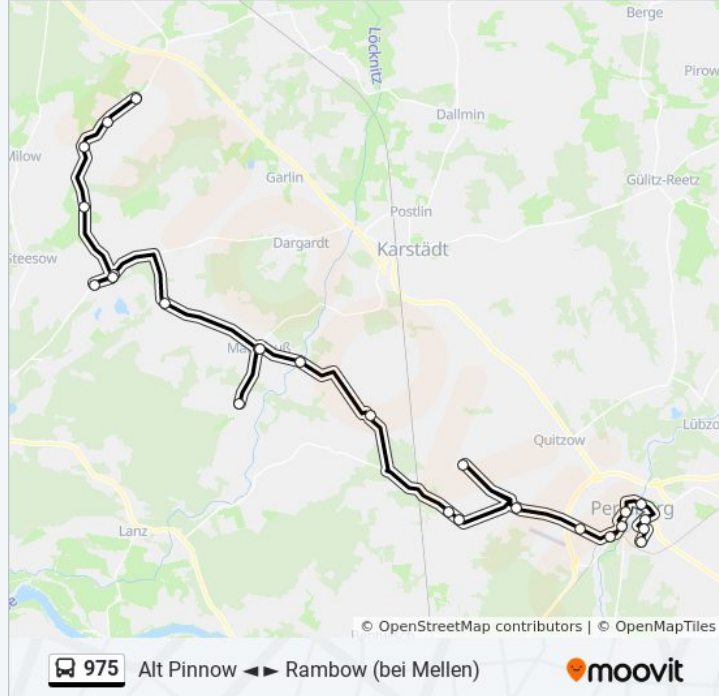 Berge
Löcknitz
Pirow
Dallmin
Milow
Garlin
Gülitz-Reetz
Postlin
Dargardt
Karstädt
Steesow
Quitzow
Lübzo
Lanz
© OpenStreetMap contributors | © OpenMapTiles
975 Alt Pinnow ◄ ► Rambow (bei Mellen)
moovit